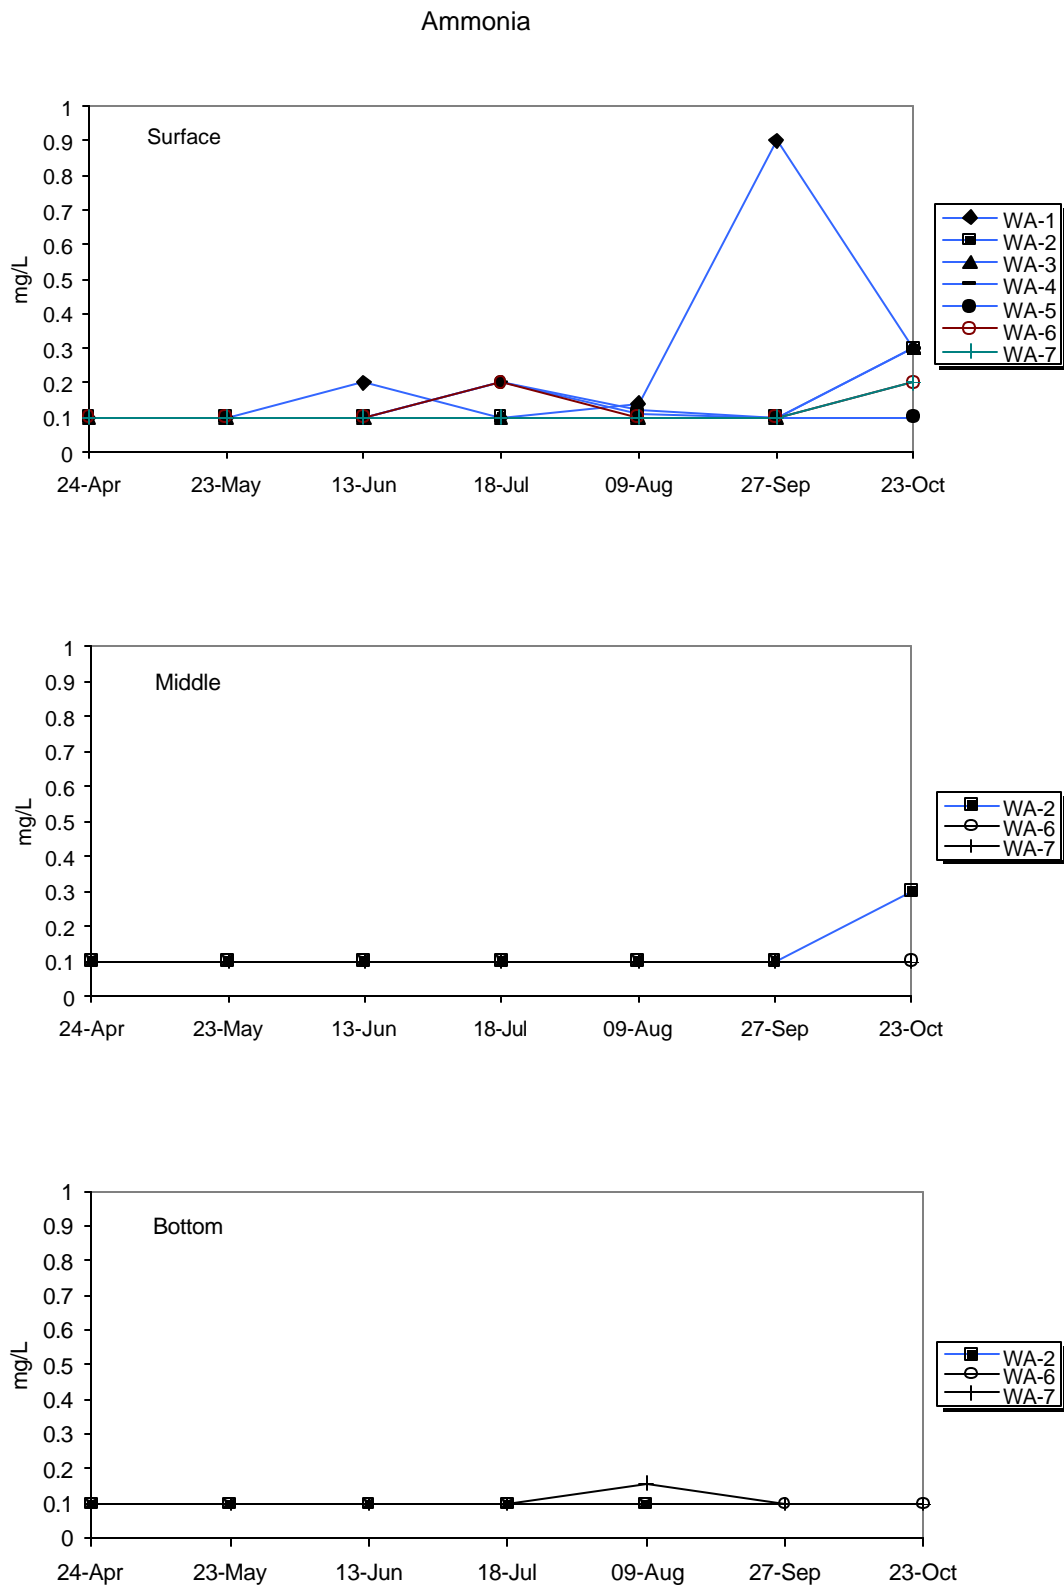 Ammonia
Surface
mg/L
1
0.9
0.8
0.7
0.6
0.5
0.4
0.3
0.2
0.1
0
24-Apr 23-May 13-Jun 18-Jul 09-Aug 27-Sep 23-Oct
WA-1
WA-2
WA-3
WA-4
WA-5
WA-6
WA-7
Middle
mg/L
1
0.9
0.8
0.7
0.6
0.5
0.4
0.3
0.2
0.1
0
24-Apr 23-May 13-Jun 18-Jul 09-Aug 27-Sep 23-Oct
WA-2
WA-6
WA-7
Bottom
mg/L
1
0.9
0.8
0.7
0.6
0.5
0.4
0.3
0.2
0.1
0
24-Apr 23-May 13-Jun 18-Jul 09-Aug 27-Sep 23-Oct
WA-2
WA-6
WA-7